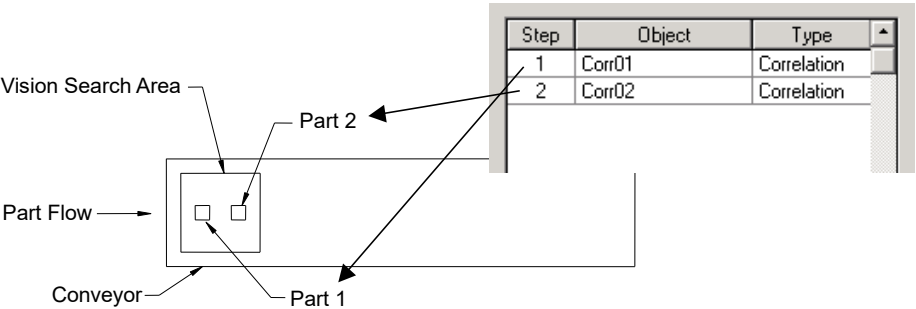 Step Object Type
1 Corr01 Correlation
2 Corr02 Correlation
Vision Search Area
Part 2
Part Flow
Conveyor
Part 1